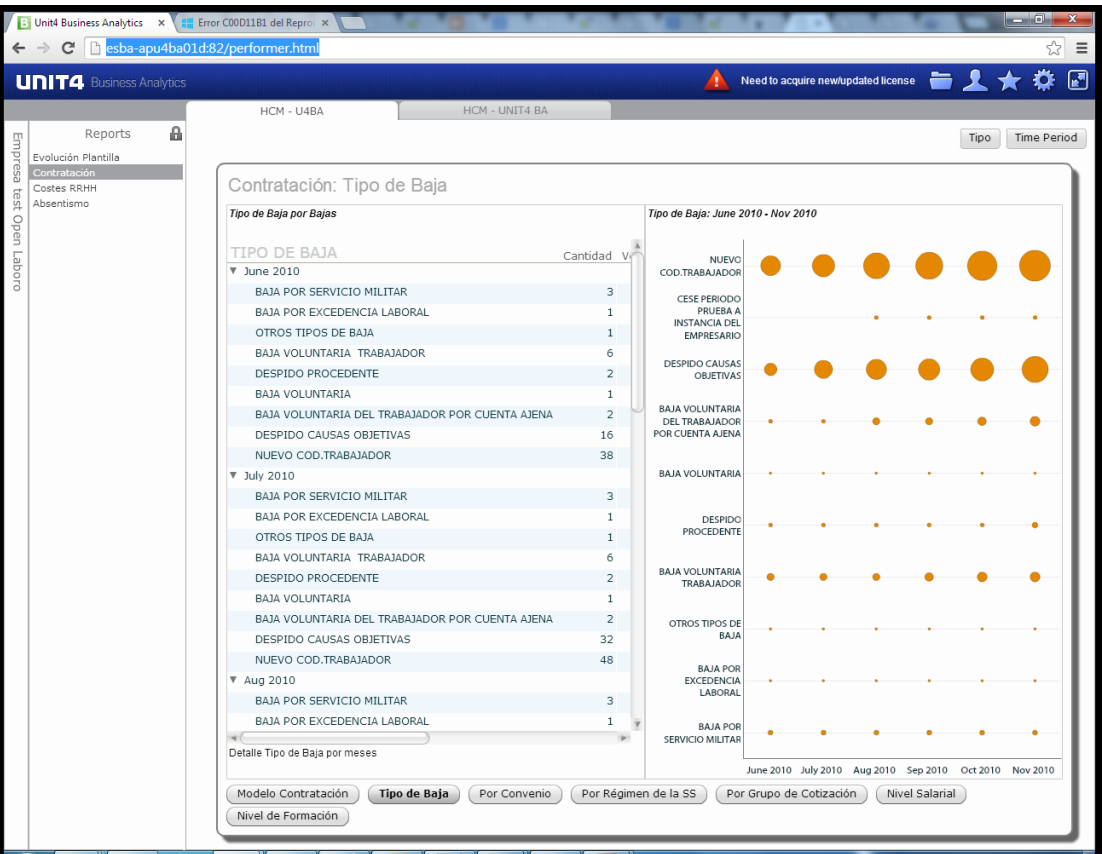 Unit4 Business Analytics
Error C00D11B1 del Repro
esba-apu4ba01d:82/performer.html
UNIT4 Business Analytics
Need to acquire new/updated license
HCM - U4BA
HCM - UNIT4 BA
Empresa test Open Laboro
Reports
Evolución Plantilla
Contratación
Costes RRHH
Absentismo
Tipo
Time Period
Contratación: Tipo de Baja
Tipo de Baja por Bajas
TIPO DE BAJA Cantidad
June 2010
BAJA POR SERVICIO MILITAR 3
BAJA POR EXCEDENCIA LABORAL 1
OTROS TIPOS DE BAJA 1
BAJA VOLUNTARIA TRABAJADOR 6
DESPIDO PROCEDENTE 2
BAJA VOLUNTARIA 1
BAJA VOLUNTARIA DEL TRABAJADOR POR CUENTA AJENA 2
DESPIDO CAUSAS OBJETIVAS 16
NUEVO COD.TRABAJADOR 38
July 2010
BAJA POR SERVICIO MILITAR 3
BAJA POR EXCEDENCIA LABORAL 1
OTROS TIPOS DE BAJA 1
BAJA VOLUNTARIA TRABAJADOR 6
DESPIDO PROCEDENTE 2
BAJA VOLUNTARIA 1
BAJA VOLUNTARIA DEL TRABAJADOR POR CUENTA AJENA 2
DESPIDO CAUSAS OBJETIVAS 32
NUEVO COD.TRABAJADOR 48
Aug 2010
BAJA POR SERVICIO MILITAR 3
BAJA POR EXCEDENCIA LABORAL 1
Detalle Tipo de Baja por meses
Tipo de Baja: June 2010 - Nov 2010
NUEVO
COD.TRABAJADOR
CESE PERIODO
PRUEBA A
INSTANCIA DEL
EMPRESARIO
DESPIDO CAUSAS
OBJETIVAS
BAJA VOLUNTARIA
DEL TRABAJADOR
POR CUENTA AJENA
BAJA VOLUNTARIA
DESPIDO
PROCEDENTE
BAJA VOLUNTARIA
TRABAJADOR
OTROS TIPOS DE
BAJA
BAJA POR
EXCEDENCIA
LABORAL
BAJA POR
SERVICIO MILITAR
June 2010 July 2010 Aug 2010 Sep 2010 Oct 2010 Nov 2010
Modelo Contratación Tipo de Baja Por Convenio Por Régimen de la SS Por Grupo de Cotización Nivel Salarial
Nivel de Formación